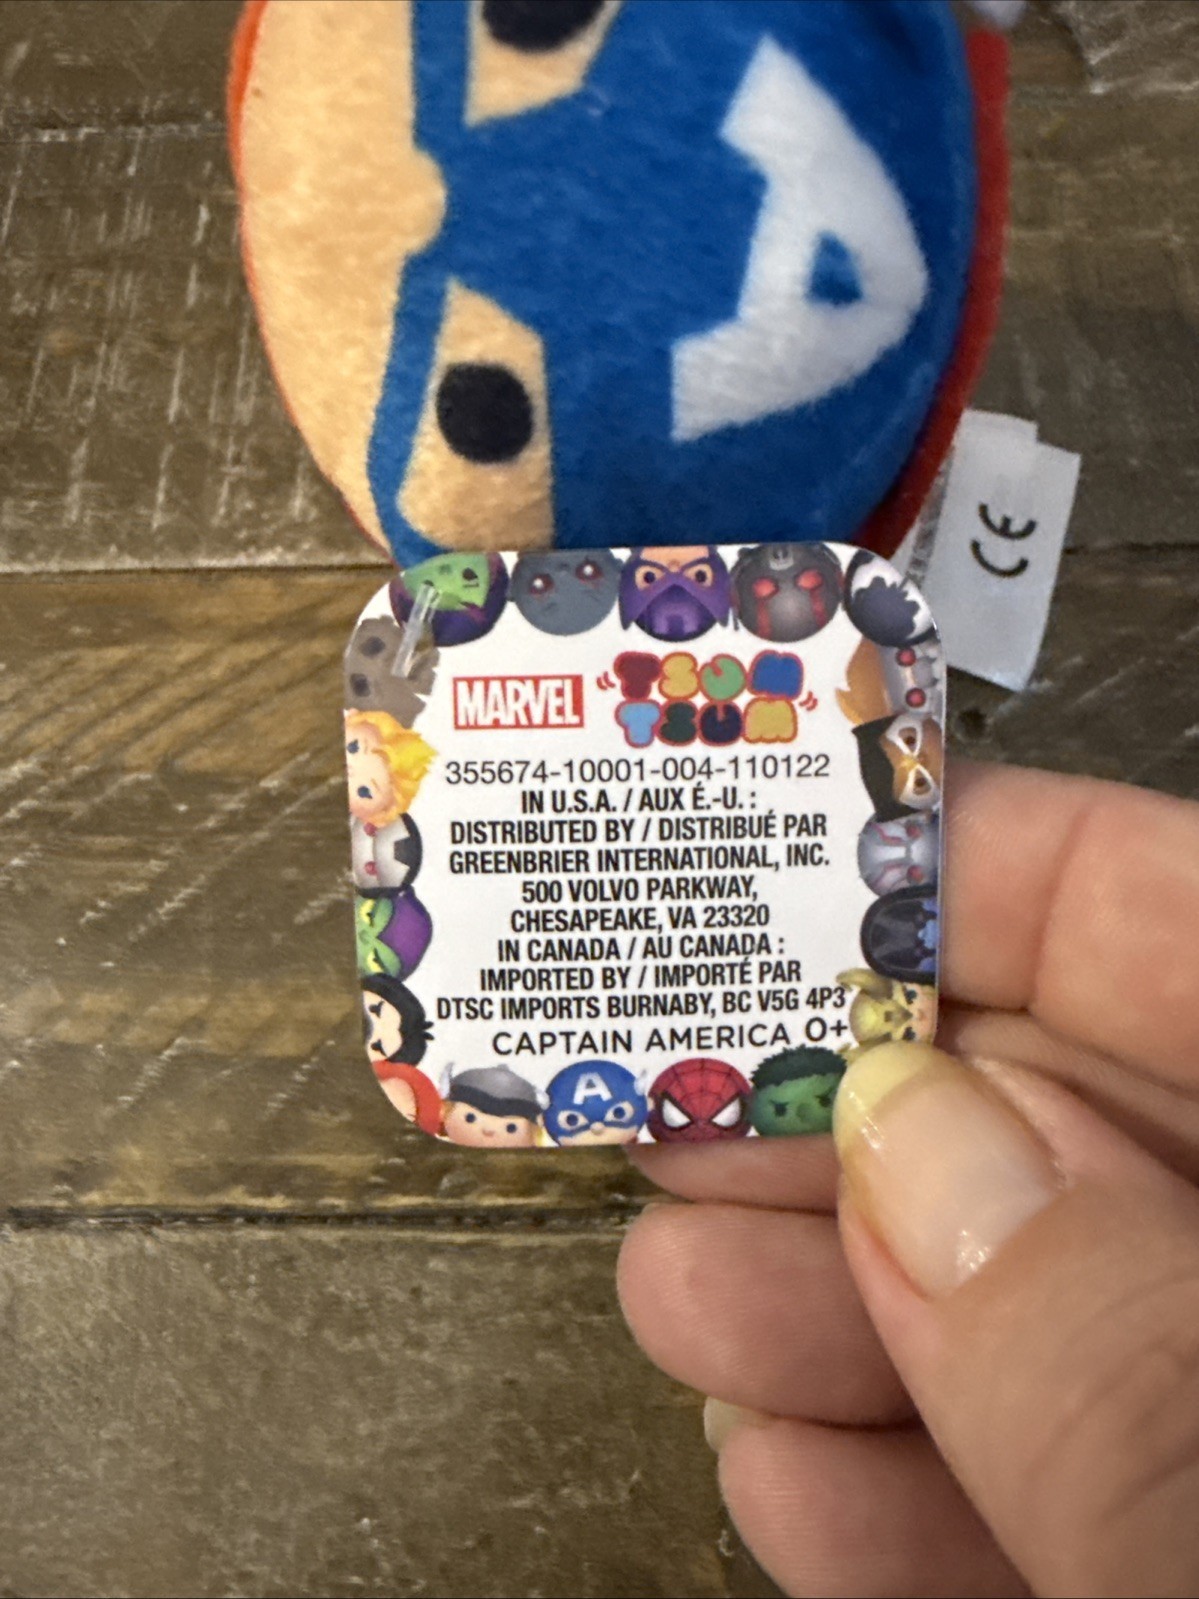 A
CE
MARVEL TSUM
TSUM
355674-10001-004-110122
IN U.S.A. / AUX É.-U. :
DISTRIBUTED BY / DISTRIBUÉ PAR
GREENBRIER INTERNATIONAL, INC.
500 VOLVO PARKWAY,
CHESAPEAKE, VA 23320
IN CANADA / AU CANADA :
IMPORTED BY / IMPORTÉ PAR
DTSC IMPORTS BURNABY, BC V5G 4P3
CAPTAIN AMERICA 0+
A